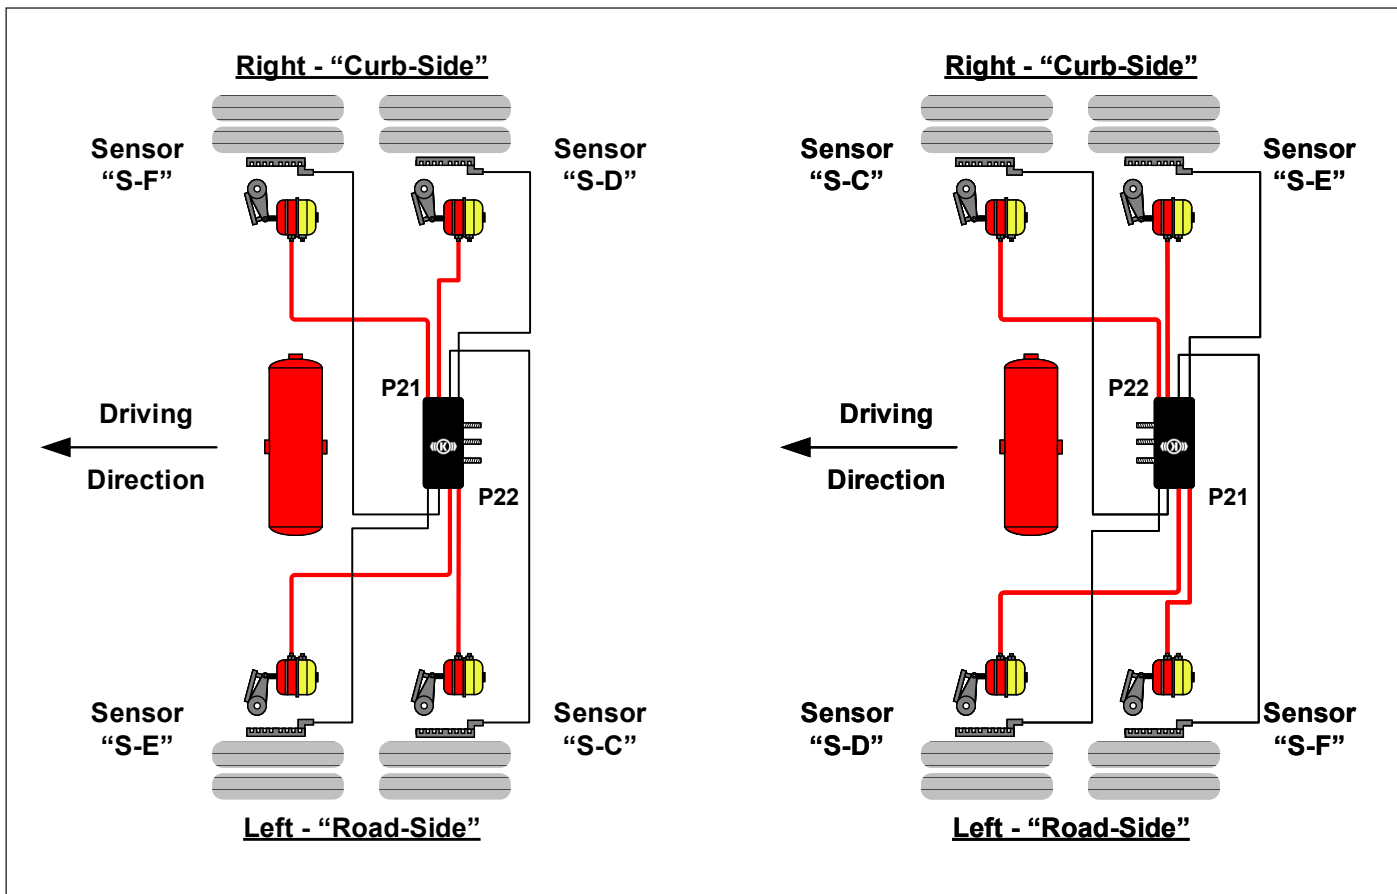 Right - “Curb-Side”
Sensor
“S-F”
Sensor
“S-D”
P21
Driving
Direction
K
P22
Sensor
“S-E”
Sensor
“S-C”
Left - “Road-Side”
Right - “Curb-Side”
Sensor
“S-C”
Sensor
“S-E”
P22
Driving
Direction
K
P21
Sensor
“S-D”
Sensor
“S-F”
Left - “Road-Side”